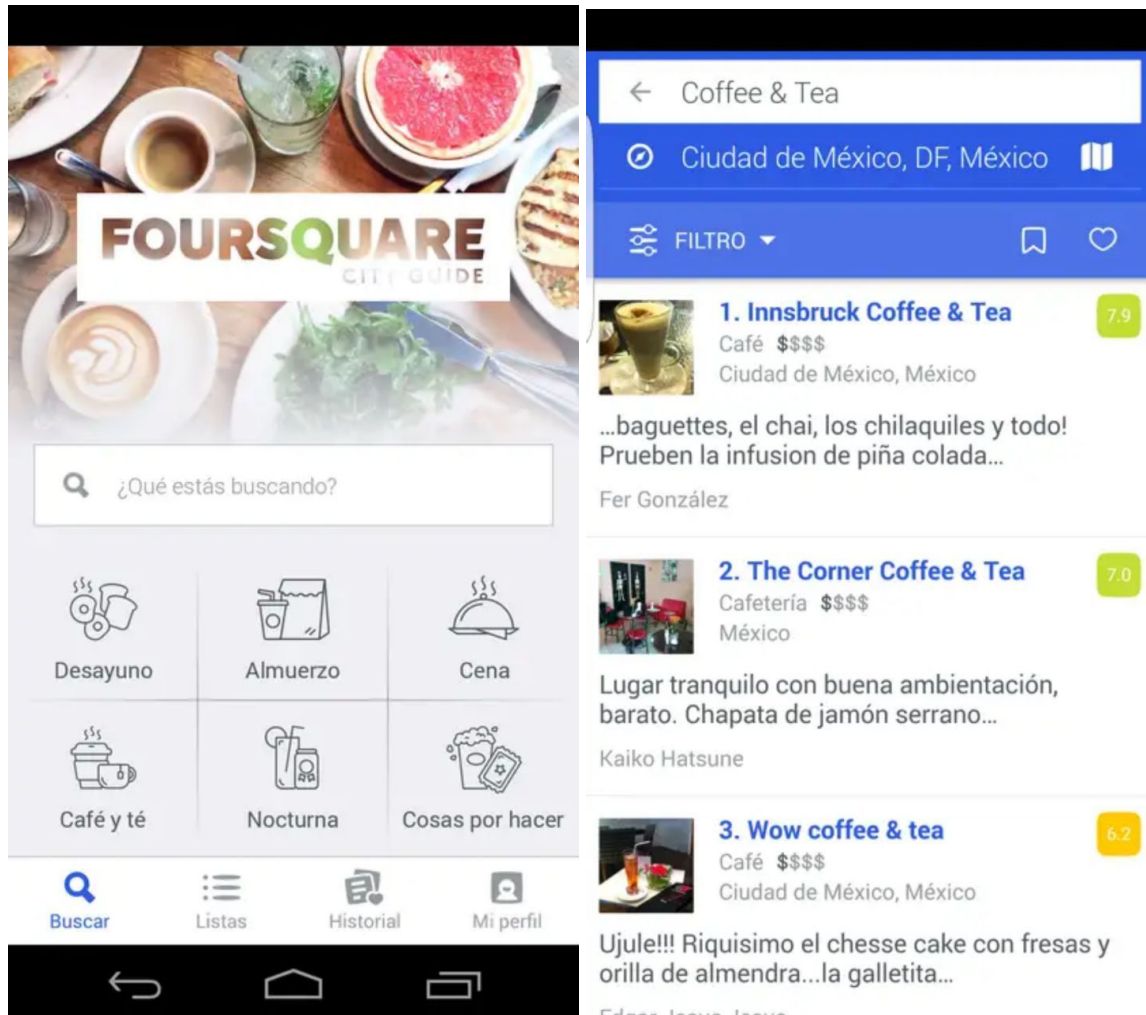 FOURSQUARE
CITY GUIDE
¿Qué estás buscando?
Desayuno
Almuerzo
Cena
Café y té
Nocturna
Cosas por hacer
Buscar
Listas
Historial
Mi perfil
Coffee & Tea
Ciudad de México, DF, México
FILTRO
1. Innsbruck Coffee & Tea
7.9
Café $$$$
Ciudad de México, México
...baguettes, el chai, los chilaquiles y todo!
Prueben la infusion de piña colada...
Fer González
2. The Corner Coffee & Tea
7.0
Cafetería $$$$
México
Lugar tranquilo con buena ambientación,
barato. Chapata de jamón serrano...
Kaiko Hatsune
3. Wow coffee & tea
6.2
Café $$$$
Ciudad de México, México
Ujule!!! Riquisimo el chesse cake con fresas y
orilla de almendra...la galletita...